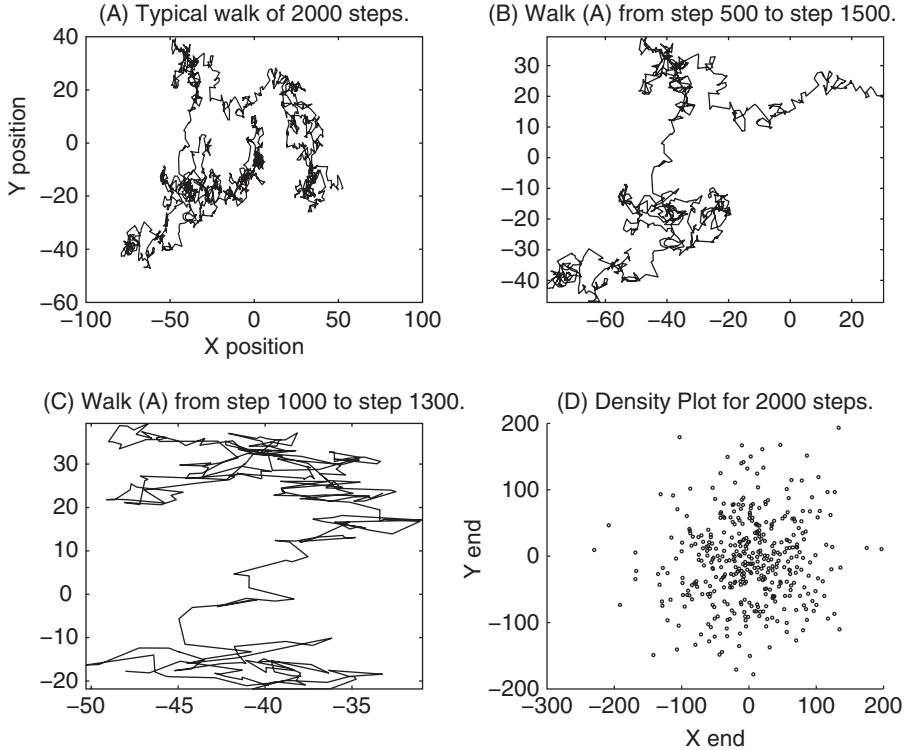 (A) Typical walk of 2000 steps.
40
20
0
−20
−40
−60
Y position
−100 −50 0 50 100
X position
(B) Walk (A) from step 500 to step 1500.
30
20
10
0
−10
−20
−30
−40
−60 −40 −20 0 20
(C) Walk (A) from step 1000 to step 1300.
30
20
10
0
−10
−20
−50 −45 −40 −35
(D) Density Plot for 2000 steps.
200
100
0
−100
−200
Y end
−300 −200 −100 0 100 200
X end